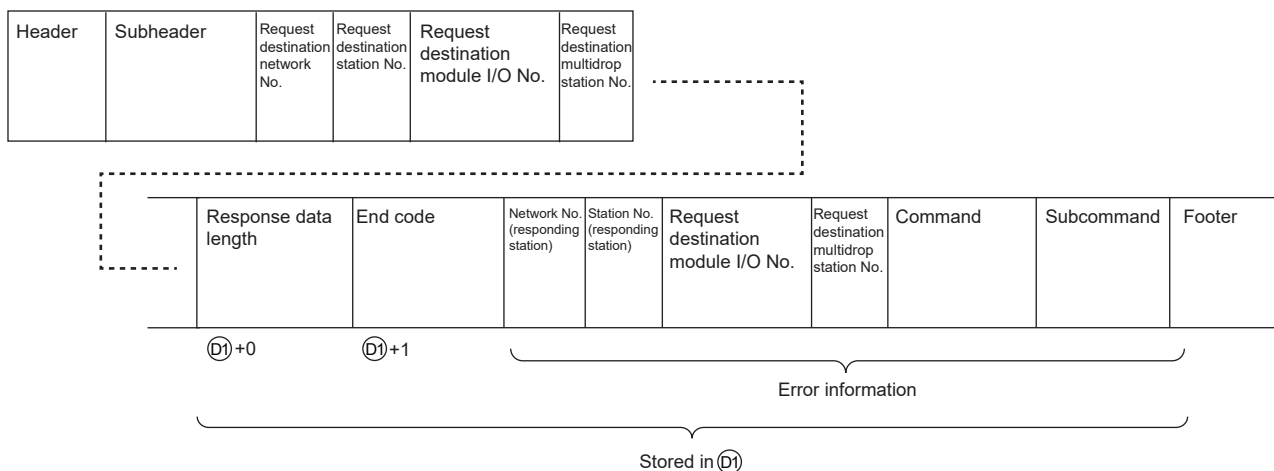 Header
Subheader
Request
destination
network
No.
Request
destination
station No.
Request
destination
module I/O No.
Request
destination
multidrop
station No.
Response data
length
End code
Network No.
(responding
station)
Station No.
(responding
station)
Request
destination
module I/O No.
Request
destination
multidrop
station No.
Command
Subcommand
Footer
D1+0
D1+1
Error information
Stored in D1